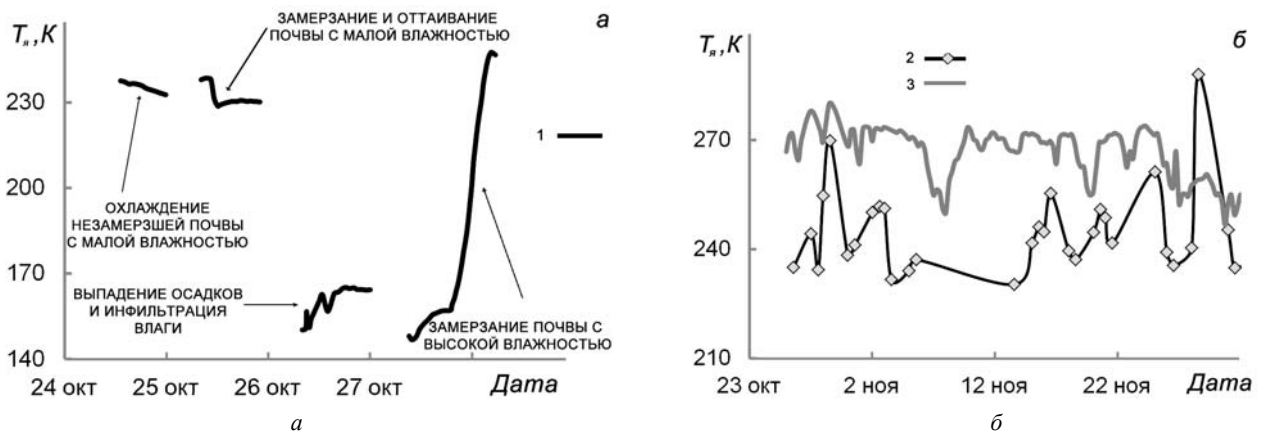 Tя,К
ЗАМЕРЗАНИЕ И ОТТАИВАНИЕ
ПОЧВЫ С МАЛОЙ ВЛАЖНОСТЬЮ
а
230
1
200
ОХЛАЖДЕНИЕ
НЕЗАМЕРЗШЕЙ ПОЧВЫ
С МАЛОЙ ВЛАЖНОСТЬЮ
170
ВЫПАДЕНИЕ ОСАДКОВ
И ИНФИЛЬТРАЦИЯ
ВЛАГИ
ЗАМЕРЗАНИЕ ПОЧВЫ С
ВЫСОКОЙ ВЛАЖНОСТЬЮ
140
24 окт 25 окт 26 окт 27 окт Дата
а
Tя,К
б
2
3
270
240
210
23 окт 2 ноя 12 ноя 22 ноя Дата
б